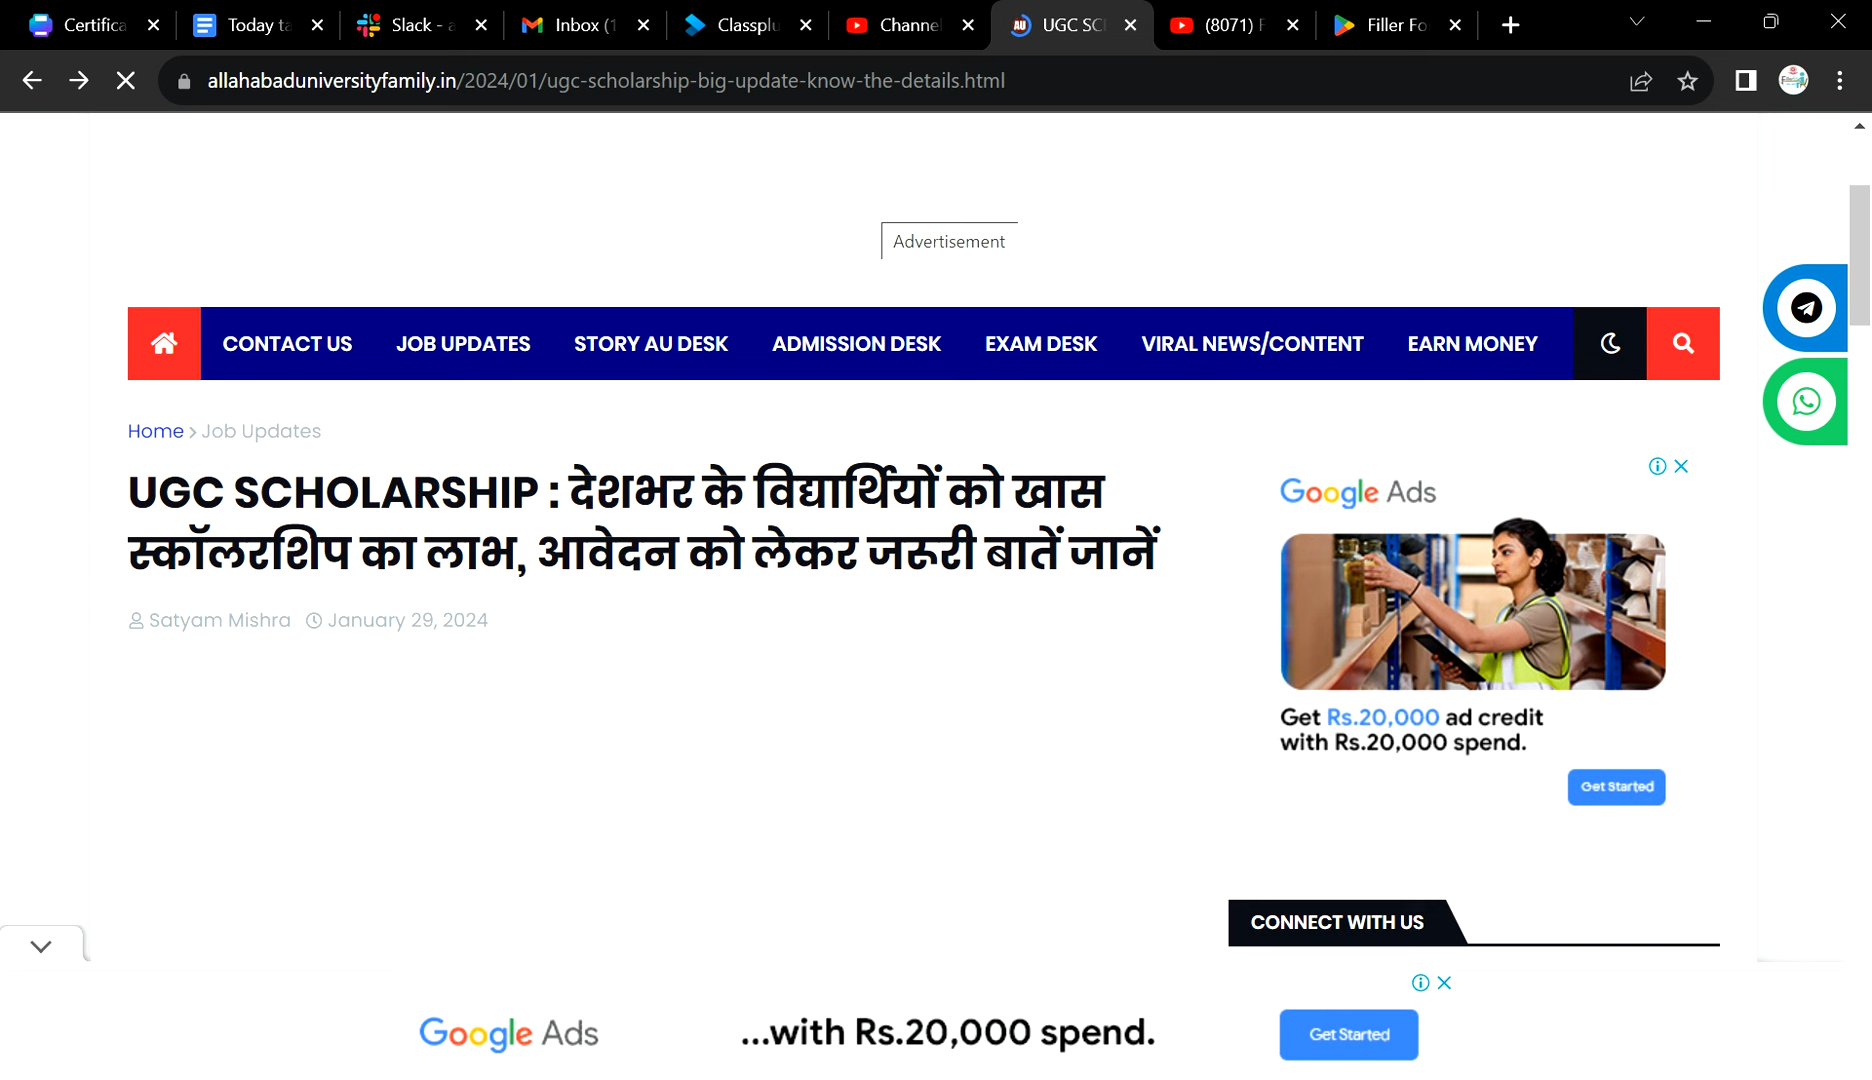 Certifica
Today ta
Slack - a
Inbox (1
Classplu
Channel
AU
UGC SCI
(8071) F
Filler Fo
allahabaduniversityfamily.in/2024/01/ugc-scholarship-big-update-know-the-details.html
Advertisement
CONTACT US JOB UPDATES STORY AU DESK ADMISSION DESK EXAM DESK VIRAL NEWS/CONTENT EARN MONEY
Home > Job Updates
UGC SCHOLARSHIP : देशभर के विद्यार्थियों को खास
स्कॉलरशिप का लाभ, आवेदन को लेकर जरूरी बातें जानें
Satyam Mishra January 29, 2024
Google Ads
Get Rs.20,000 ad credit
with Rs.20,000 spend.
Get Started
CONNECT WITH US
Google Ads
...with Rs.20,000 spend.
Get Started